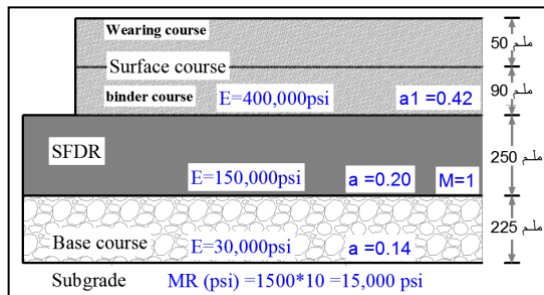 Wearing course
50 ملم
Surface course
binder course E=400,000psi a1 =0.42
90 ملم
SFDR
E=150,000psi a =0.20 M=1
250 ملم
Base course E=30,000psi a =0.14
225 ملم
Subgrade MR (psi) =1500*10 =15,000 psi